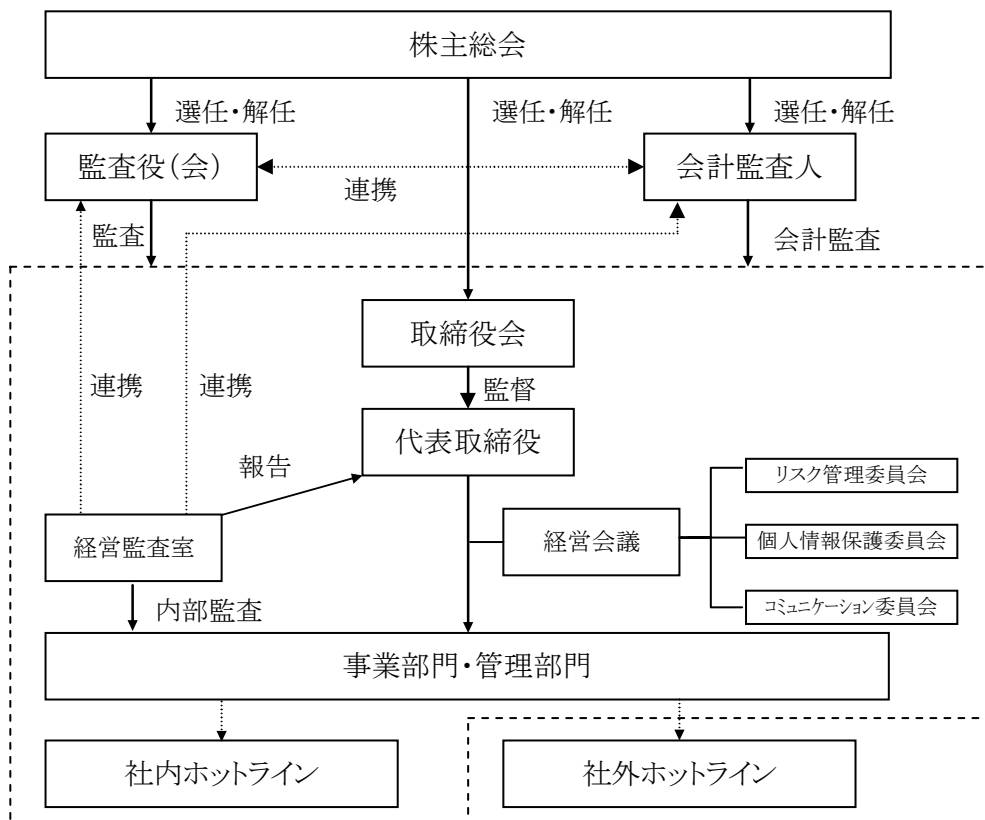 株主総会
選任・解任
選任・解任
選任・解任
監査役（会）
会計監査人
連携
監査
会計監査
取締役会
監督
連携
連携
代表取締役
報告
リスク管理委員会
経営監査室
経営会議
個人情報保護委員会
コミュニケーション委員会
内部監査
事業部門・管理部門
社内ホットライン
社外ホットライン